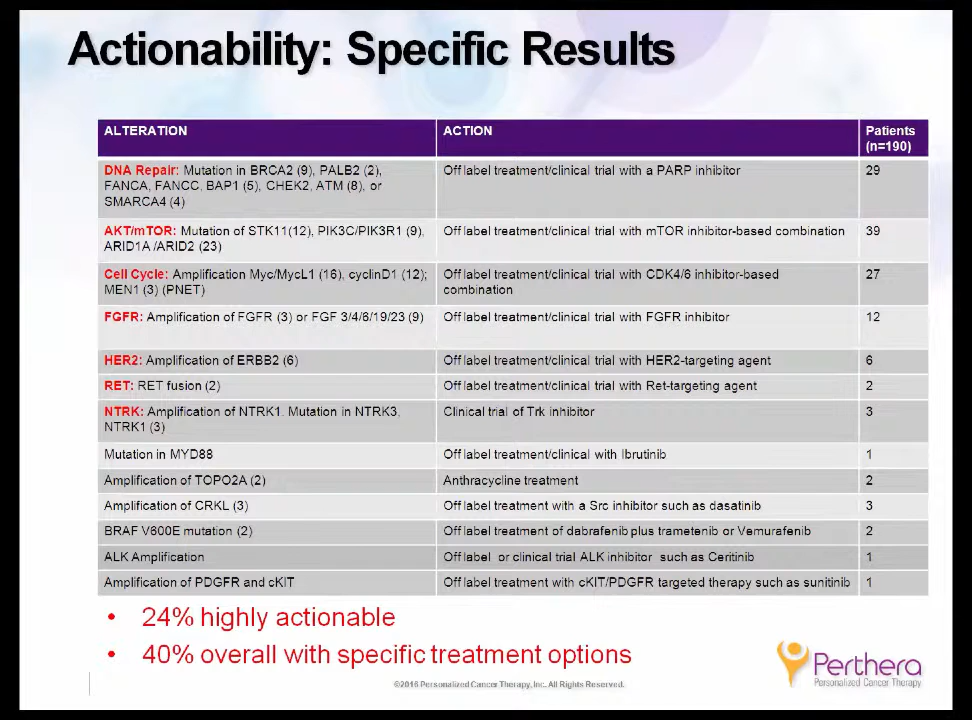 Actionability: Specific Results
ALTERATION
ACTION
Patients
(n=190)
DNA Repair: Mutation in BRCA2 (9), PALB2 (2),
FANCA, FANCC, BAP1 (5), CHEK2, ATM (8), or
SMARCA4 (4)
Off label treatment/clinical trial with a PARP inhibitor
29
AKT/mTOR: Mutation of STK11(12), PIK3C/PIK3R1 (9),
ARID1A /ARID2 (23)
Off label treatment/clinical trial with mTOR inhibitor-based combination
39
Cell Cycle: Amplification Myc/MycL1 (16), cyclinD1 (12);
MEN1 (3) (PNET)
Off label treatment/clinical trial with CDK4/6 inhibitor-based
combination
27
FGFR: Amplification of FGFR (3) or FGF 3/4/6/19/23 (9)
Off label treatment/clinical trial with FGFR inhibitor
12
HER2: Amplification of ERBB2 (6)
Off label treatment/clinical trial with HER2-targeting agent
6
RET: RET fusion (2)
Off label treatment/clinical trial with Ret-targeting agent
2
NTRK: Amplification of NTRK1. Mutation in NTRK3,
NTRK1 (3)
Clinical trial of Trk inhibitor
3
Mutation in MYD88
Off label treatment/clinical with Ibrutinib
1
Amplification of TOPO2A (2)
Anthracycline treatment
2
Amplification of CRKL (3)
Off label treatment with a Src inhibitor such as dasatinib
3
BRAF V600E mutation (2)
Off label treatment of dabrafenib plus trametenib or Vemurafenib
2
ALK Amplification
Off label or clinical trial ALK inhibitor such as Ceritinib
1
Amplification of PDGFR and cKIT
Off label treatment with cKIT/PDGFR targeted therapy such as sunitinib
1
• 24% highly actionable
• 40% overall with specific treatment options
Perthera
Personalized Cancer Therapy
©2016 Personalized Cancer Therapy, Inc. All Rights Reserved.